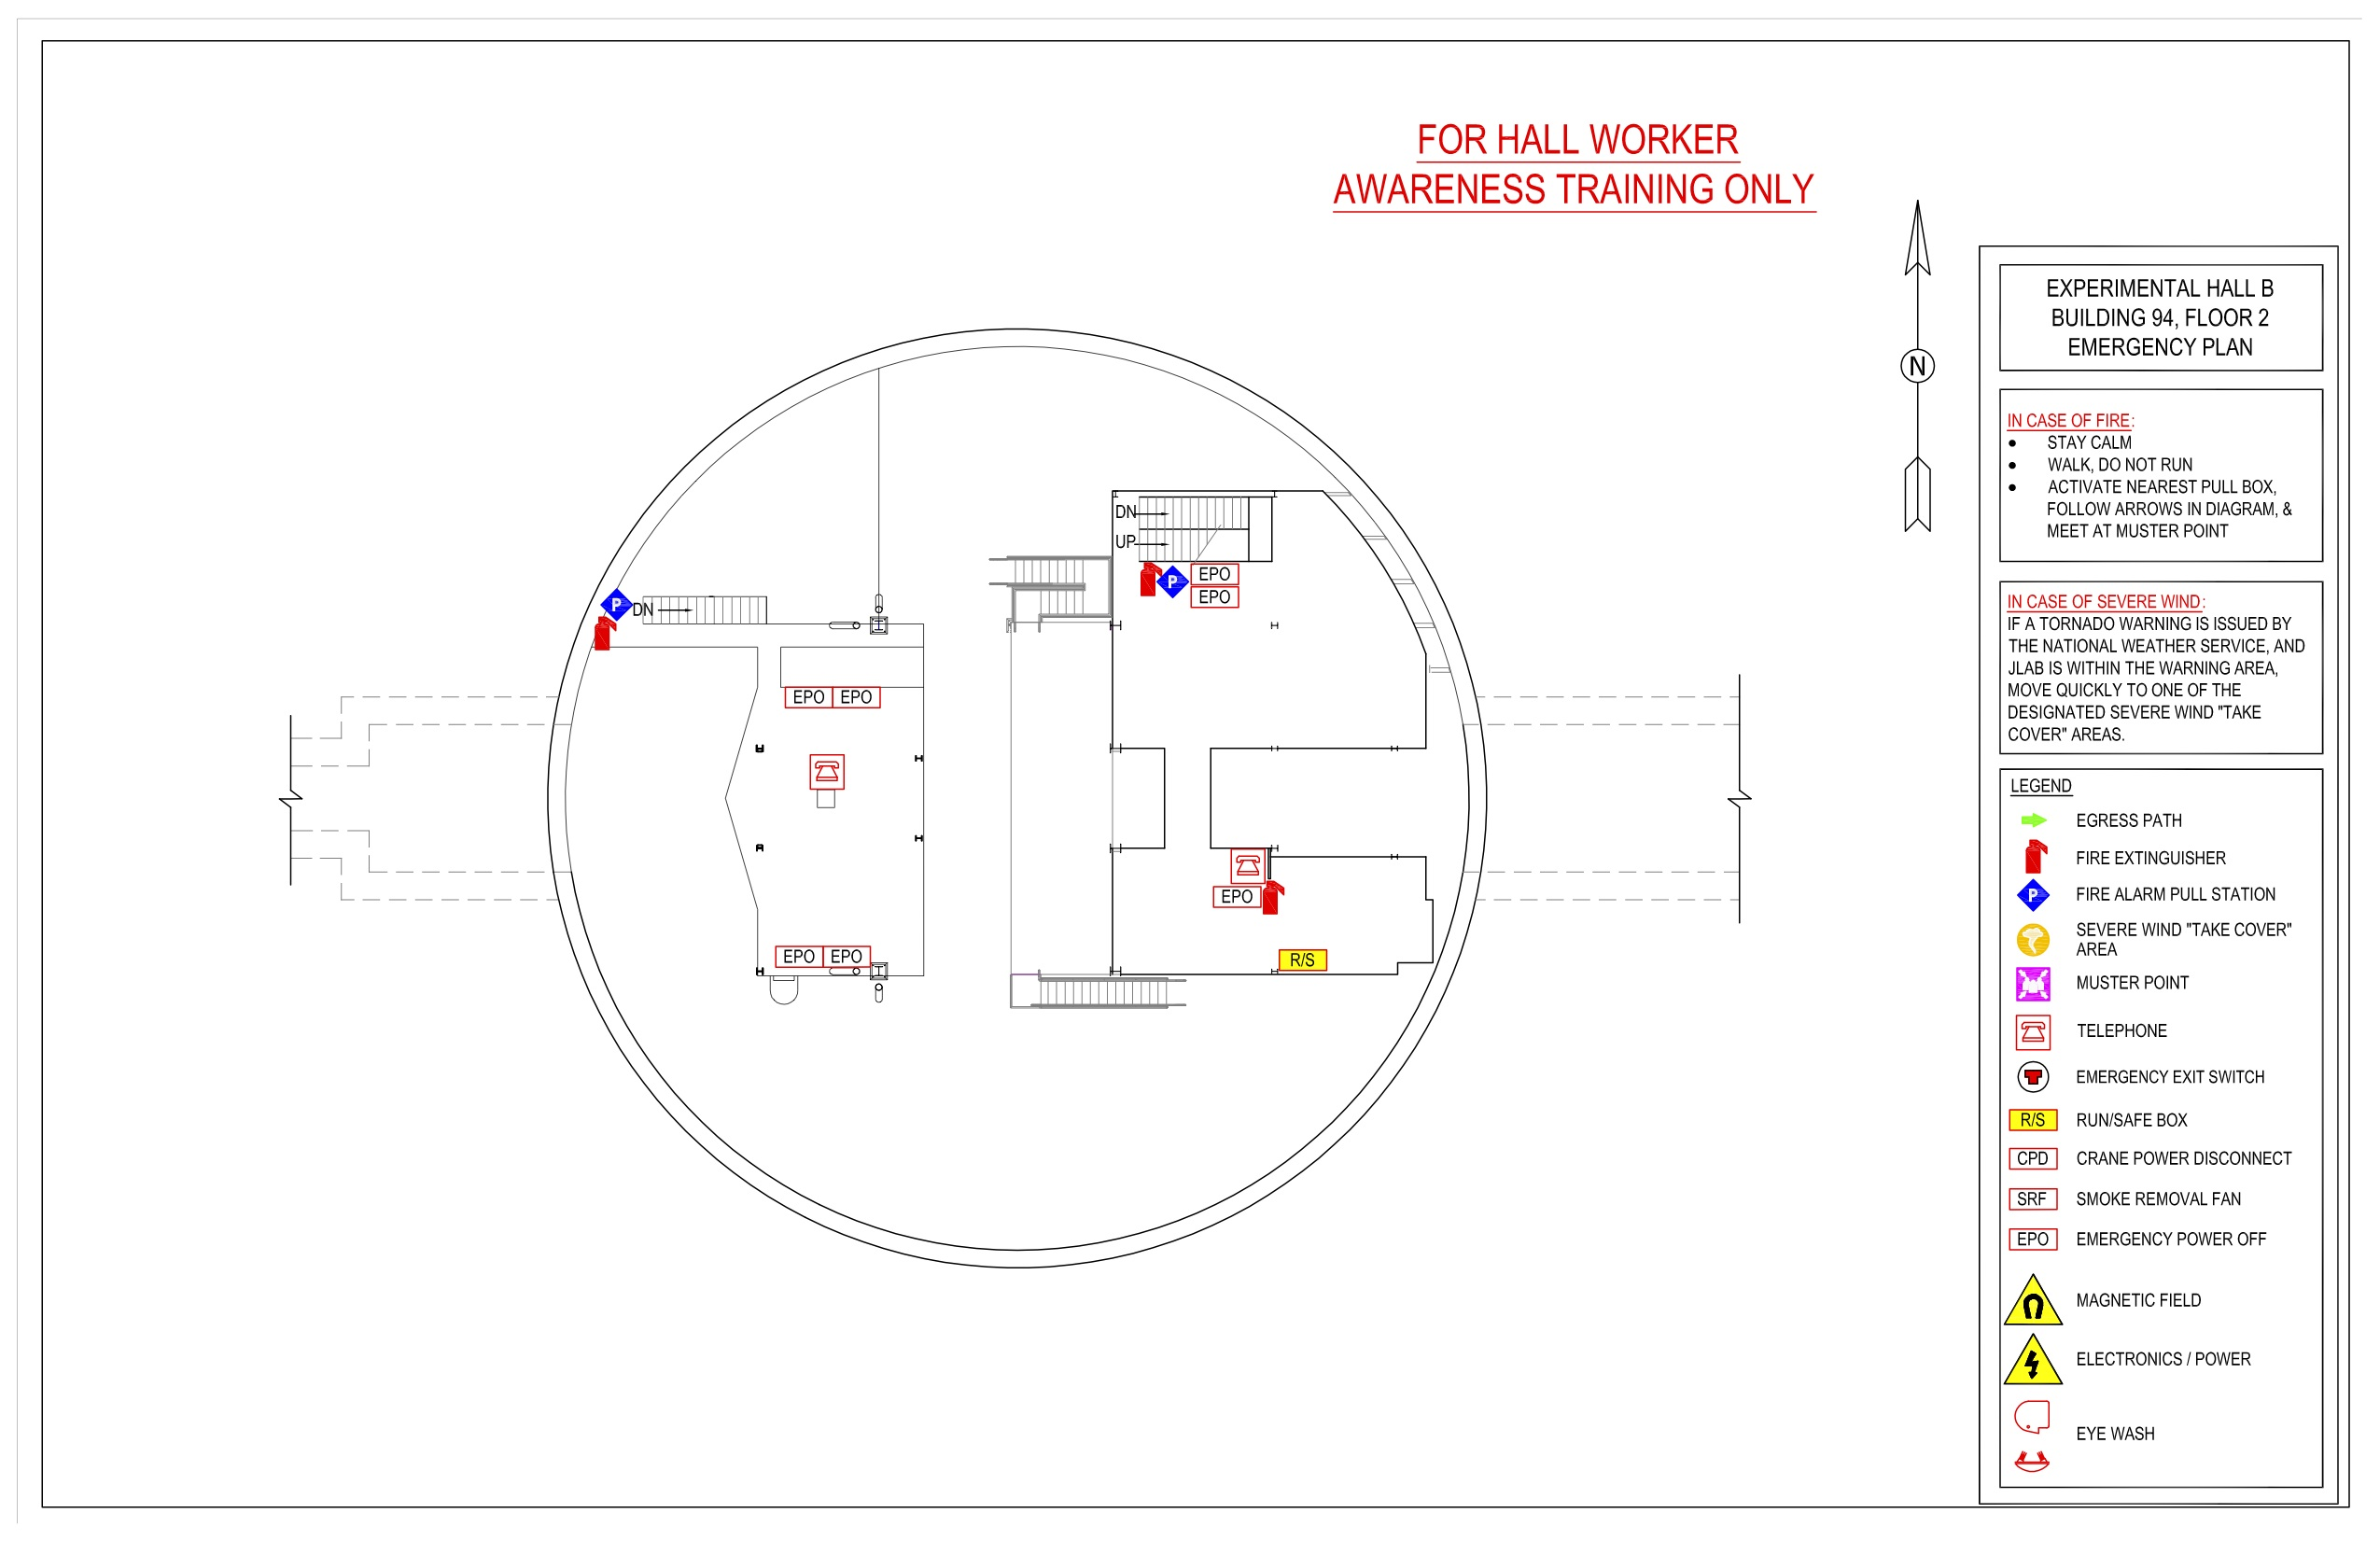 FOR HALL WORKER
AWARENESS TRAINING ONLY
N
EXPERIMENTAL HALL B
BUILDING 94, FLOOR 2
EMERGENCY PLAN
IN CASE OF FIRE:
● STAY CALM
● WALK, DO NOT RUN
● ACTIVATE NEAREST PULL BOX,
FOLLOW ARROWS IN DIAGRAM, &
MEET AT MUSTER POINT
IN CASE OF SEVERE WIND:
IF A TORNADO WARNING IS ISSUED BY
THE NATIONAL WEATHER SERVICE, AND
JLAB IS WITHIN THE WARNING AREA,
MOVE QUICKLY TO ONE OF THE
DESIGNATED SEVERE WIND "TAKE
COVER" AREAS.
LEGEND
EGRESS PATH
FIRE EXTINGUISHER
P FIRE ALARM PULL STATION
SEVERE WIND "TAKE COVER"
AREA
MUSTER POINT
TELEPHONE
EMERGENCY EXIT SWITCH
R/S RUN/SAFE BOX
CPD CRANE POWER DISCONNECT
SRF SMOKE REMOVAL FAN
EPO EMERGENCY POWER OFF
MAGNETIC FIELD
ELECTRONICS / POWER
EYE WASH
DN
UP
P EPO
EPO
P DN
EPO EPO
EPO
EPO EPO
R/S